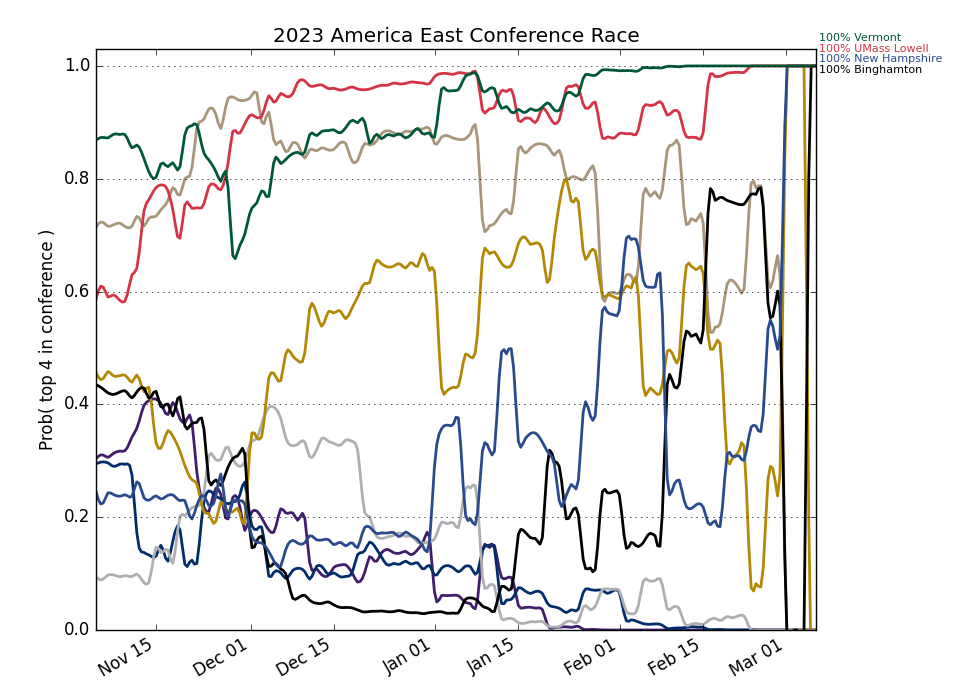 2023 America East Conference Race
100% Vermont
100% UMass Lowell
100% New Hampshire
100% Binghamton
Prob( top 4 in conference )
1.0
0.8
0.6
0.4
0.2
0.0
Nov 15
Dec 01
Dec 15
Jan 01
Jan 15
Feb 01
Feb 15
Mar 01